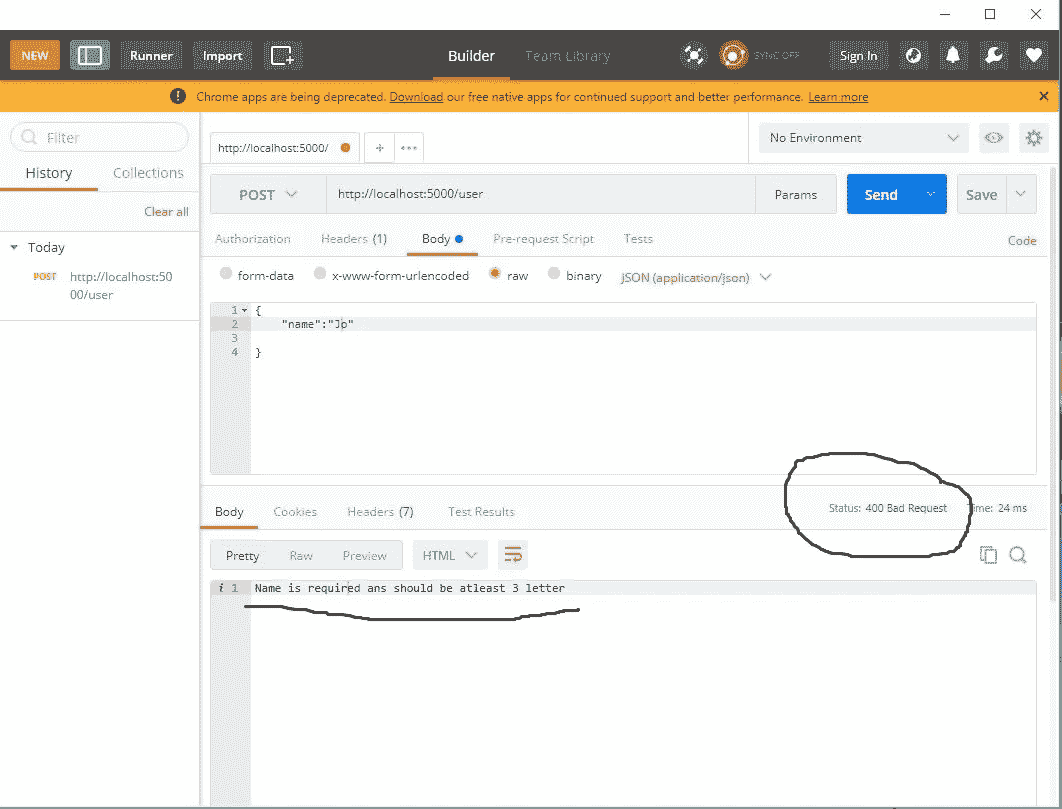 NEW Runner Import Builder Team Library SYNC OFF Sign In
Chrome apps are being deprecated. Download our free native apps for continued support and better performance. Learn more
Filter
History Collections
Clear all
Today
POST http://localhost:50
00/user
http://localhost:5000/ No Environment
POST http://localhost:5000/user Params Send Save
Authorization Headers (1) Body Pre-request Script Tests Code
form-data x-www-form-urlencoded raw binary JSON (application/json)
1 {
2 "name":"Jp"
3
4 }
Body Cookies Headers (7) Test Results Status: 400 Bad Request Time: 24 ms
Pretty Raw Preview HTML
i 1 Name is required ans should be atleast 3 letter